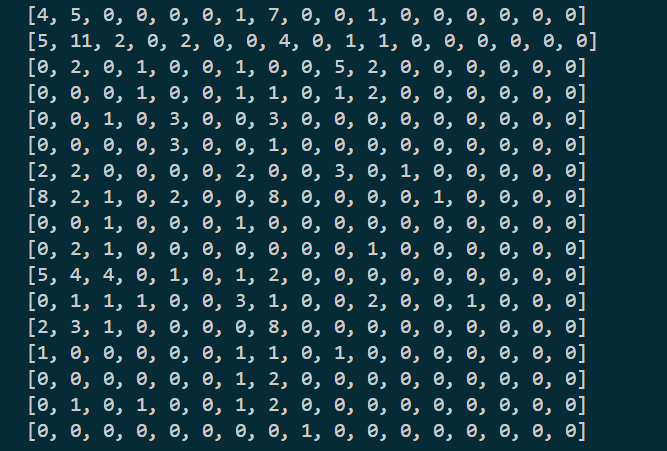 [4, 5, 0, 0, 0, 0, 1, 7, 0, 0, 1, 0, 0, 0, 0, 0, 0]
[5, 11, 2, 0, 2, 0, 0, 4, 0, 1, 1, 0, 0, 0, 0, 0, 0]
[0, 2, 0, 1, 0, 0, 1, 0, 0, 5, 2, 0, 0, 0, 0, 0, 0]
[0, 0, 0, 1, 0, 0, 1, 1, 0, 1, 2, 0, 0, 0, 0, 0, 0]
[0, 0, 1, 0, 3, 0, 0, 3, 0, 0, 0, 0, 0, 0, 0, 0, 0]
[0, 0, 0, 0, 3, 0, 0, 1, 0, 0, 0, 0, 0, 0, 0, 0, 0]
[2, 2, 0, 0, 0, 0, 2, 0, 0, 3, 0, 1, 0, 0, 0, 0, 0]
[8, 2, 1, 0, 2, 0, 0, 8, 0, 0, 0, 0, 1, 0, 0, 0, 0]
[0, 0, 1, 0, 0, 0, 1, 0, 0, 0, 0, 0, 0, 0, 0, 0, 0]
[0, 2, 1, 0, 0, 0, 0, 0, 0, 0, 1, 0, 0, 0, 0, 0, 0]
[5, 4, 4, 0, 1, 0, 1, 2, 0, 0, 0, 0, 0, 0, 0, 0, 0]
[0, 1, 1, 1, 0, 0, 3, 1, 0, 0, 2, 0, 0, 1, 0, 0, 0]
[2, 3, 1, 0, 0, 0, 0, 8, 0, 0, 0, 0, 0, 0, 0, 0, 0]
[1, 0, 0, 0, 0, 0, 1, 1, 0, 1, 0, 0, 0, 0, 0, 0, 0]
[0, 0, 0, 0, 0, 0, 1, 2, 0, 0, 0, 0, 0, 0, 0, 0, 0]
[0, 1, 0, 1, 0, 0, 1, 2, 0, 0, 0, 0, 0, 0, 0, 0, 0]
[0, 0, 0, 0, 0, 0, 0, 0, 1, 0, 0, 0, 0, 0, 0, 0, 0]